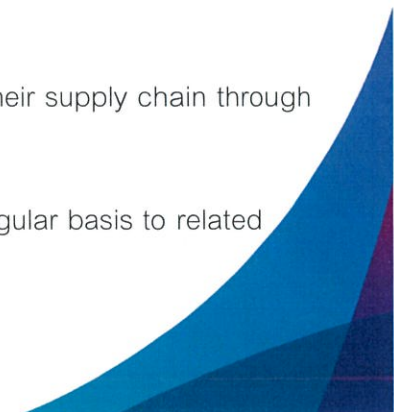 heir supply chain through
gular basis to related